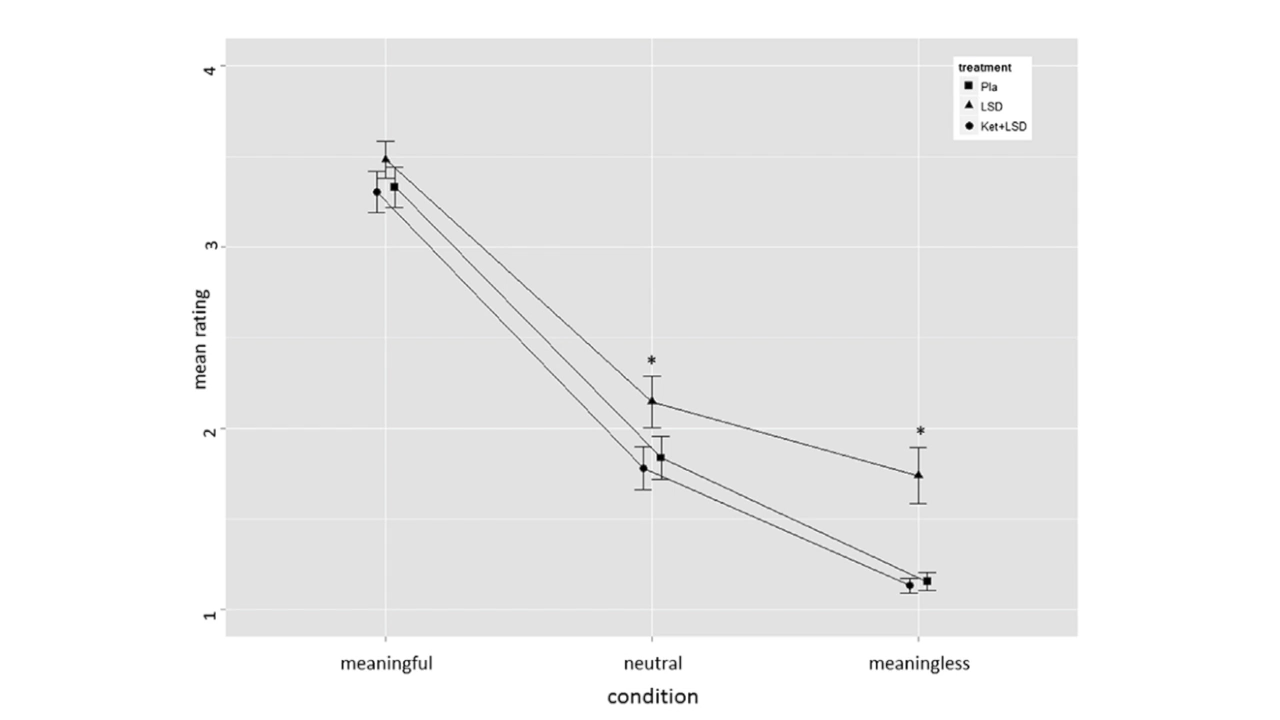 treatment
Pla
LSD
Ket+LSD
4
3
2
1
mean rating
*
*
meaningful neutral meaningless
condition